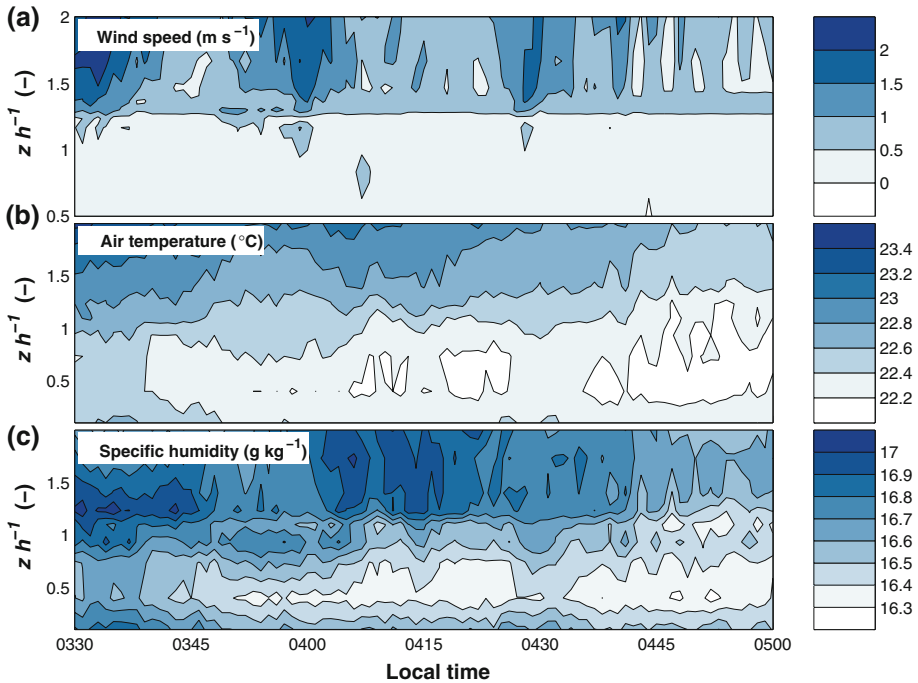 (a)
Wind speed (m s⁻¹)
z h⁻¹ (–)
2
1.5
1
0.5
2
1.5
1
0.5
0
(b)
Air temperature (°C)
z h⁻¹ (–)
1.5
1
0.5
23.4
23.2
23
22.8
22.6
22.4
22.2
(c)
Specific humidity (g kg⁻¹)
z h⁻¹ (–)
1.5
1
0.5
17
16.9
16.8
16.7
16.6
16.5
16.4
16.3
0330 0345 0400 0415 0430 0445 0500
Local time